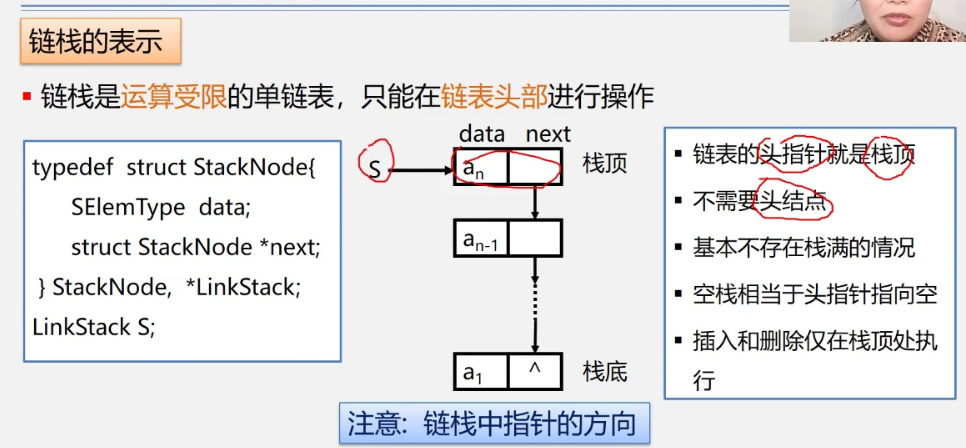 链栈的表示
▪ 链栈是运算受限的单链表，只能在链表头部进行操作
typedef struct StackNode{
SElemType data;
struct StackNode *next;
} StackNode, *LinkStack;
LinkStack S;
data next
S
an
栈顶
an-1
a1
^
栈底
▪ 链表的头指针就是栈顶
▪ 不需要头结点
▪ 基本不存在栈满的情况
▪ 空栈相当于头指针指向空
▪ 插入和删除仅在栈顶处执
行
注意: 链栈中指针的方向